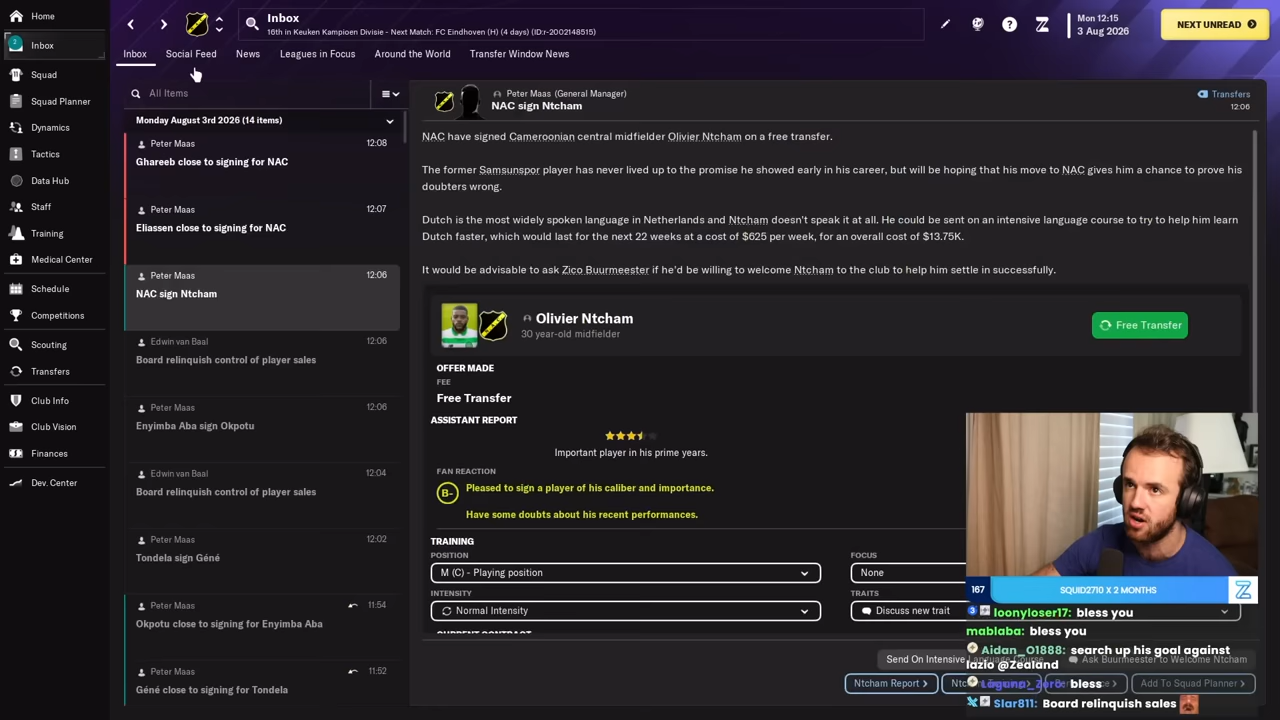 Home
2
Inbox
Squad
Squad Planner
Dynamics
Tactics
Data Hub
Staff
Training
Medical Center
Schedule
Competitions
Scouting
Transfers
Club Info
Club Vision
Finances
Dev. Center
Inbox
16th in Keuken Kampioen Divisie - Next Match: FC Eindhoven (H) (4 days) (ID:r-2002148515)
Mon 12:15
3 Aug 2026
NEXT UNREAD
Inbox
Social Feed
News
Leagues in Focus
Around the World
Transfer Window News
All Items
Monday August 3rd 2026 (14 items)
Peter Maas 12:08
Ghareeb close to signing for NAC
Peter Maas 12:07
Eliassen close to signing for NAC
Peter Maas 12:06
NAC sign Ntcham
Edwin van Baal 12:06
Board relinquish control of player sales
Peter Maas 12:06
Enyimba Aba sign Okpotu
Edwin van Baal 12:04
Board relinquish control of player sales
Peter Maas 12:02
Tondela sign Géné
Peter Maas 11:54
Okpotu close to signing for Enyimba Aba
Peter Maas 11:52
Géné close to signing for Tondela
Peter Maas (General Manager)
NAC sign Ntcham
Transfers
12:06
NAC have signed Cameroonian central midfielder Olivier Ntcham on a free transfer.
The former Samsunspor player has never lived up to the promise he showed early in his career, but will be hoping that his move to NAC gives him a chance to prove his
doubters wrong.
Dutch is the most widely spoken language in Netherlands and Ntcham doesn't speak it at all. He could be sent on an intensive language course to try to help him learn
Dutch faster, which would last for the next 22 weeks at a cost of $625 per week, for an overall cost of $13.75K.
It would be advisable to ask Zico Buurmeester if he'd be willing to welcome Ntcham to the club to help him settle in successfully.
Olivier Ntcham
30 year-old midfielder
Free Transfer
OFFER MADE
FEE
Free Transfer
ASSISTANT REPORT
Important player in his prime years.
FAN REACTION
B-
Pleased to sign a player of his caliber and importance.
Have some doubts about his recent performances.
TRAINING
POSITION
M (C) - Playing position
FOCUS
None
INTENSITY
Normal Intensity
TRAITS
Discuss new trait
CURRENT CONTRACT
Send On Intensive Language Course
Ask Buurmeester to Welcome Ntcham
Ntcham Report
Add To Squad Planner
167
SQUID2710 X 2 MONTHS
Z
3 loonyloser17: bless you
mablaba: bless you
Aidan_O1888: search up his goal against
lazio @Zealand
Laguna_Zero: bless
Slar811: Board relinquish sales